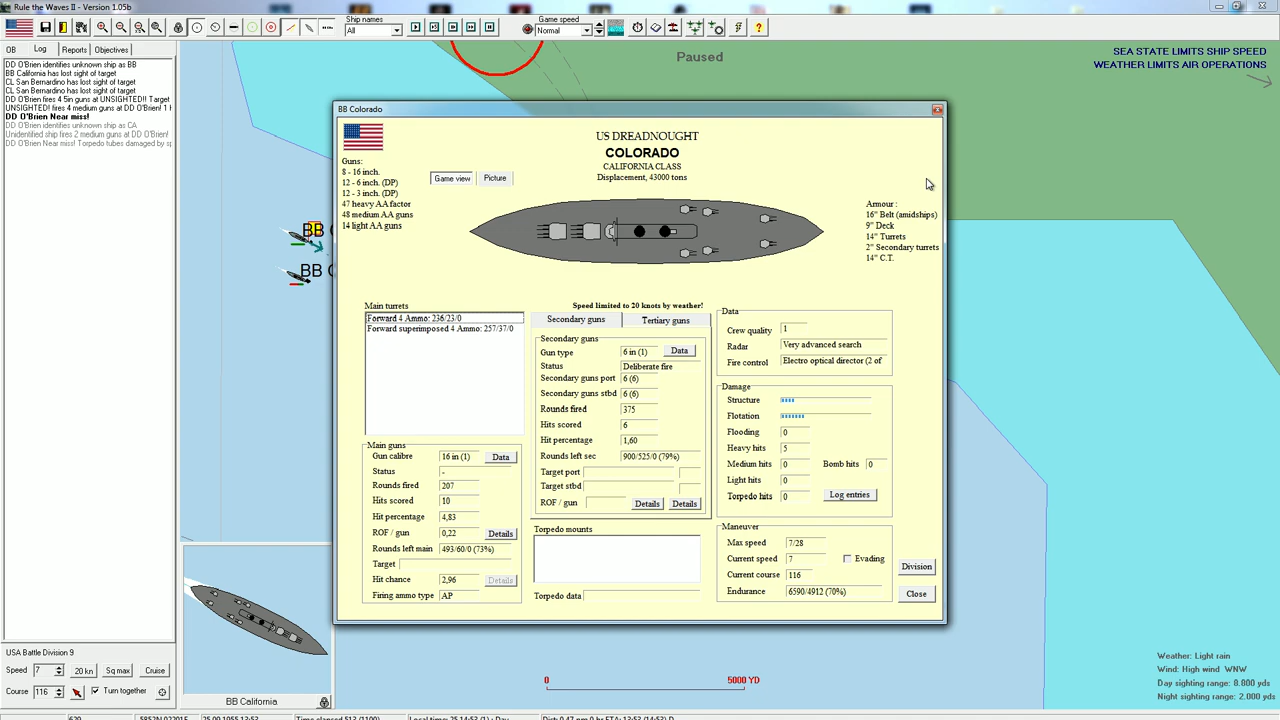 Rule the Waves II - Version 1.05b
Ship names
All
Game speed
Normal
OB Log Reports Objectives
DD O'Brien identifies unknown ship as BB
BB California has lost sight of target
CL San Bernardino has lost sight of target
CL San Bernardino has lost sight of target
DD O'Brien fires 4 5in guns at UNSIGHTED!! Target
UNSIGHTED! fires 4 medium guns at DD O'Brien! 1
DD O'Brien Near miss!
DD O'Brien identifies unknown ship as CA
Unidentified ship fires 2 medium guns at DD O'Brien!
DD O'Brien Near miss! Torpedo tubes damaged by
Paused
SEA STATE LIMITS SHIP SPEED
WEATHER LIMITS AIR OPERATIONS
BB
BB C
BB Colorado
US DREADNOUGHT
COLORADO
CALIFORNIA CLASS
Displacement, 43000 tons
Guns:
8 - 16 inch.
12 - 6 inch. (DP)
12 - 3 inch. (DP)
47 heavy AA factor
48 medium AA guns
14 light AA guns
Game view Picture
Armour :
16" Belt (amidships)
9" Deck
14" Turrets
2" Secondary turrets
14" C.T.
Main turrets
Forward 4 Ammo: 236/23/0
Forward superimposed 4 Ammo: 257/37/0
Main guns
Gun calibre 16 in (1) Data
Status -
Rounds fired 207
Hits scored 10
Hit percentage 4,83
ROF / gun 0,22 Details
Rounds left main 493/60/0 (73%)
Target
Hit chance 2,96 Details
Firing ammo type AP
Speed limited to 20 knots by weather!
Secondary guns Tertiary guns
Secondary guns
Gun type 6 in (1) Data
Status Deliberate fire
Secondary guns port 6 (6)
Secondary guns stbd 6 (6)
Rounds fired 375
Hits scored 6
Hit percentage 1,60
Rounds left sec 900/525/0 (79%)
Target port
Target stbd
ROF / gun Details Details
Torpedo mounts
Torpedo data
Data
Crew quality 1
Radar Very advanced search
Fire control Electro optical director (2 of
Damage
Structure
Flotation
Flooding 0
Heavy hits 5
Medium hits 0 Bomb hits 0
Light hits 0
Torpedo hits 0 Log entries
Maneuver
Max speed 7/28
Current speed 7 Evading
Current course 116
Endurance 6590/4912 (70%)
Division
Close
USA Battle Division 9
Speed 7 20 kn Sq max Cruise
Course 116 Turn together
BB California
0 5000 YD
Weather: Light rain
Wind: High wind WNW
Day sighting range: 8.000 yds
Night sighting range: 2.000 yds